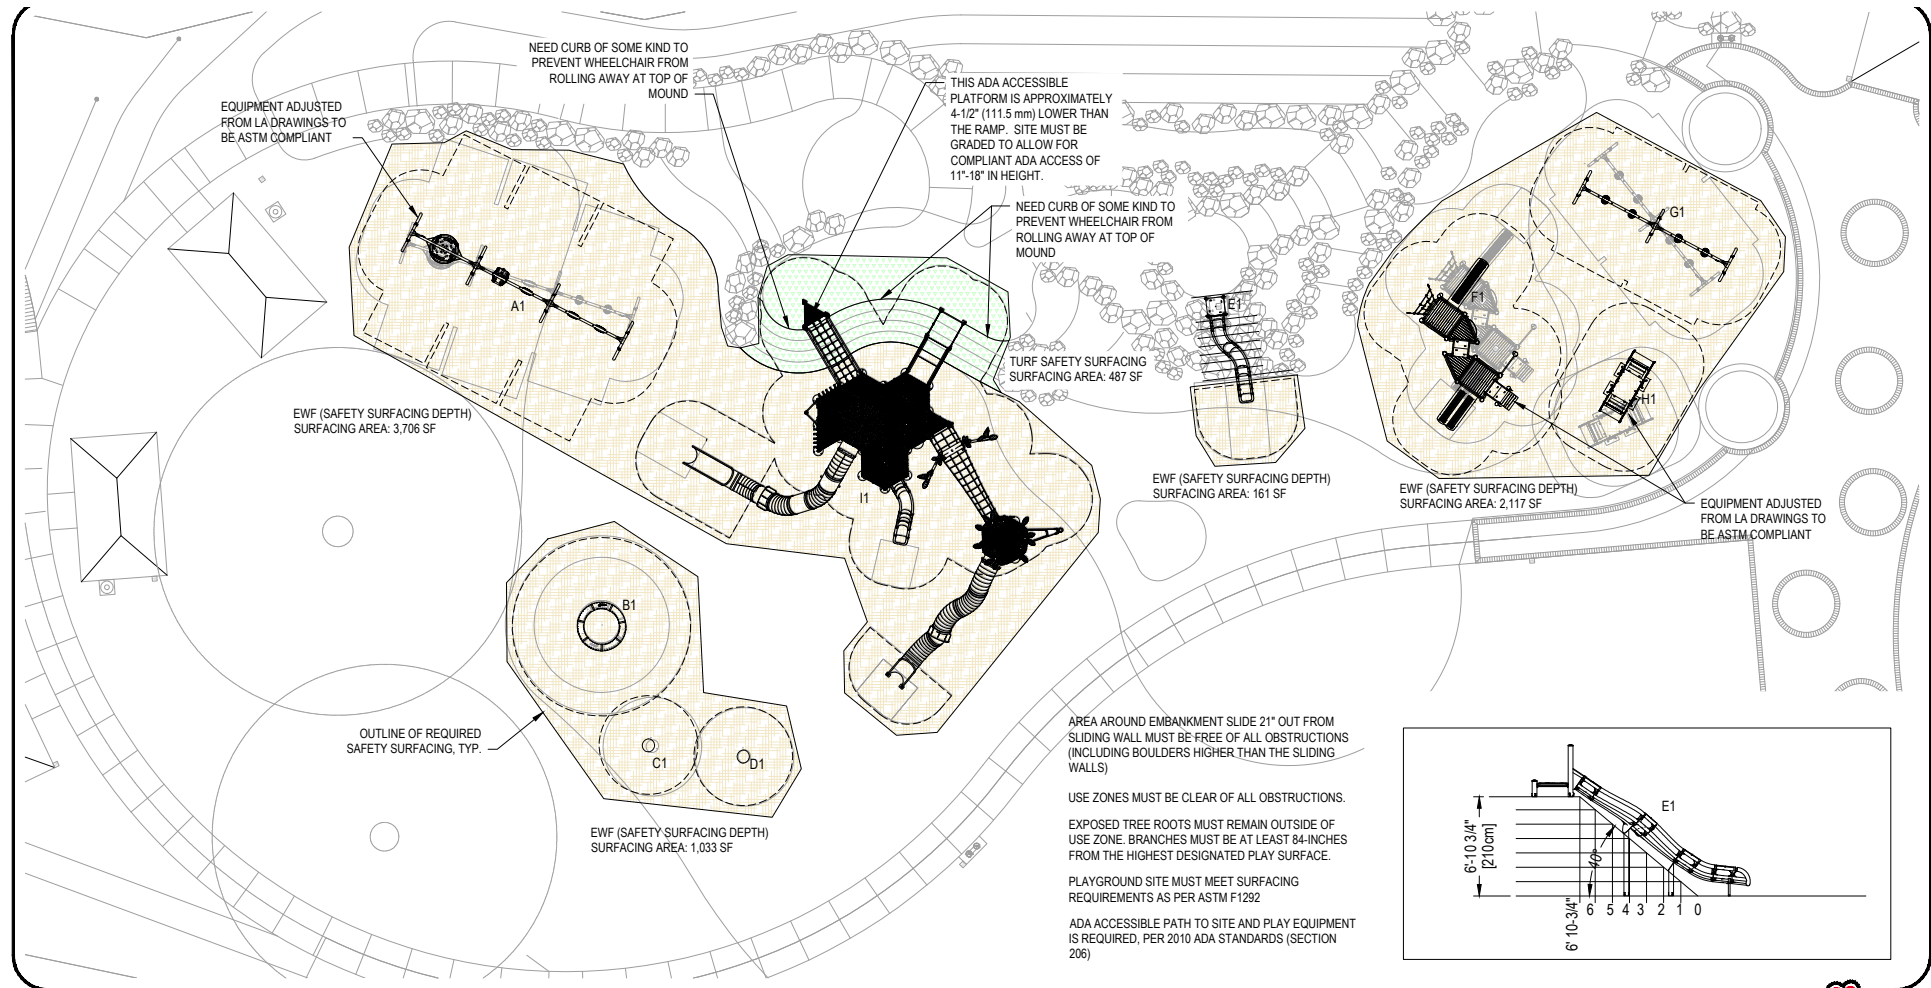 NEED CURB OF SOME KIND TO
PREVENT WHEELCHAIR FROM
ROLLING AWAY AT TOP OF
MOUND
THIS ADA ACCESSIBLE
PLATFORM IS APPROXIMATELY
4-1/2" (111.5 mm) LOWER THAN
THE RAMP. SITE MUST BE
GRADED TO ALLOW FOR
COMPLIANT ADA ACCESS OF
11"-18" IN HEIGHT.
EQUIPMENT ADJUSTED
FROM LA DRAWINGS TO
BE ASTM COMPLIANT
NEED CURB OF SOME KIND TO
PREVENT WHEELCHAIR FROM
ROLLING AWAY AT TOP OF
MOUND
A1
E1
F1
G1
H1
TURF SAFETY SURFACING
SURFACING AREA: 487 SF
EWF (SAFETY SURFACING DEPTH)
SURFACING AREA: 3,706 SF
I1
EWF (SAFETY SURFACING DEPTH)
SURFACING AREA: 161 SF
EWF (SAFETY SURFACING DEPTH)
SURFACING AREA: 2,117 SF
EQUIPMENT ADJUSTED
FROM LA DRAWINGS TO
BE ASTM COMPLIANT
B1
OUTLINE OF REQUIRED
SAFETY SURFACING, TYP.
C1
D1
EWF (SAFETY SURFACING DEPTH)
SURFACING AREA: 1,033 SF
AREA AROUND EMBANKMENT SLIDE 21" OUT FROM
SLIDING WALL MUST BE FREE OF ALL OBSTRUCTIONS
(INCLUDING BOULDERS HIGHER THAN THE SLIDING
WALLS)
USE ZONES MUST BE CLEAR OF ALL OBSTRUCTIONS.
EXPOSED TREE ROOTS MUST REMAIN OUTSIDE OF
USE ZONE. BRANCHES MUST BE AT LEAST 84-INCHES
FROM THE HIGHEST DESIGNATED PLAY SURFACE.
PLAYGROUND SITE MUST MEET SURFACING
REQUIREMENTS AS PER ASTM F1292
ADA ACCESSIBLE PATH TO SITE AND PLAY EQUIPMENT
IS REQUIRED, PER 2010 ADA STANDARDS (SECTION
206)
E1
6'-10 3/4"
[210cm]
40°
6' 10-3/4"
6 5 4 3 2 1 0